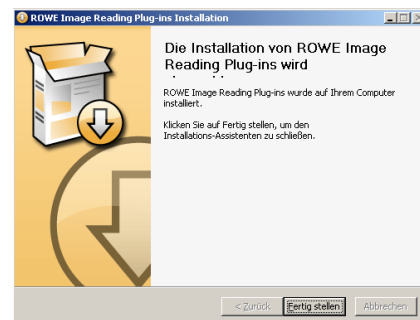 ROWE Image Reading Plug-ins Installation
Die Installation von ROWE Image
Reading Plug-ins wird
ROWE Image Reading Plug-ins wurde auf Ihrem Computer
installiert.
Klicken Sie auf Fertig stellen, um den
Installations-Assistenten zu schließen.
< Zurück
Fertig stellen
Abbrechen